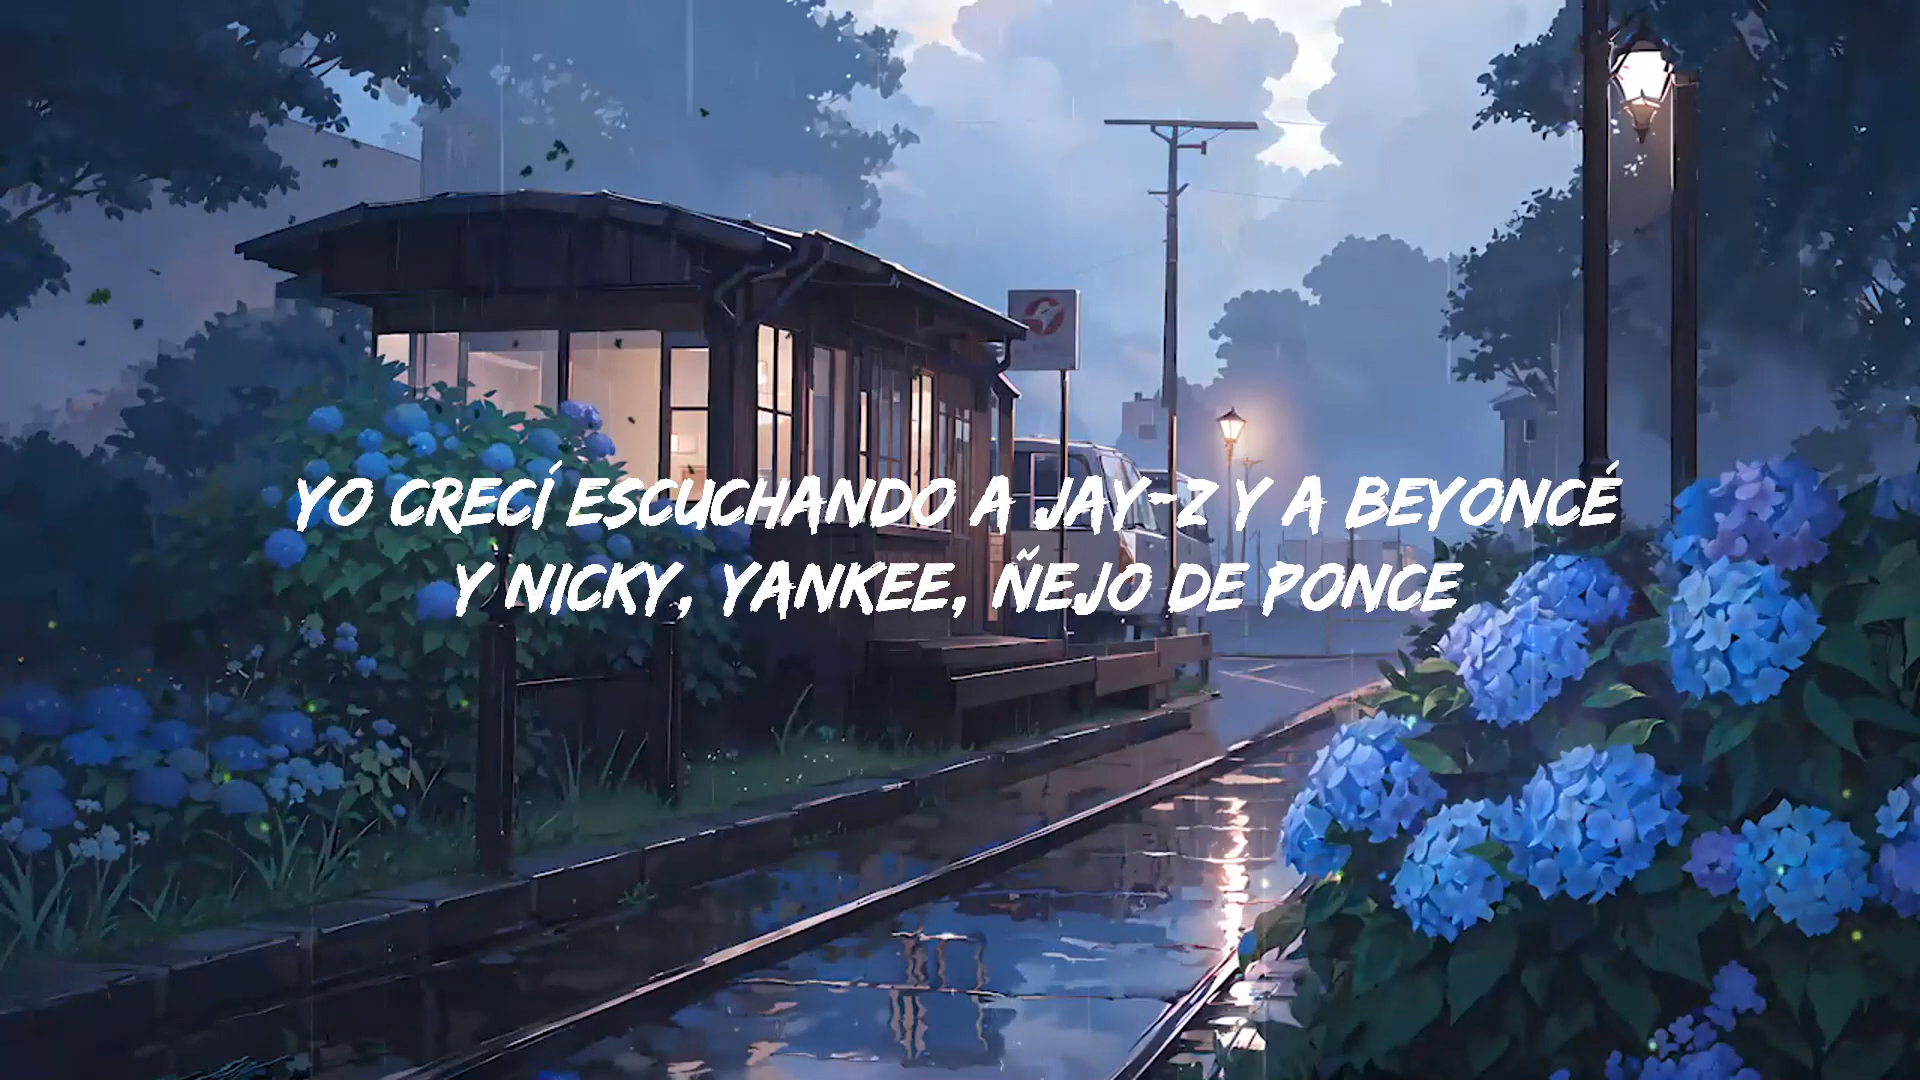 YO CRECÍ ESCUCHANDO A JAY-Z Y A BEYONCÉ
Y NICKY, YANKEE, ÑEJO DE PONCE